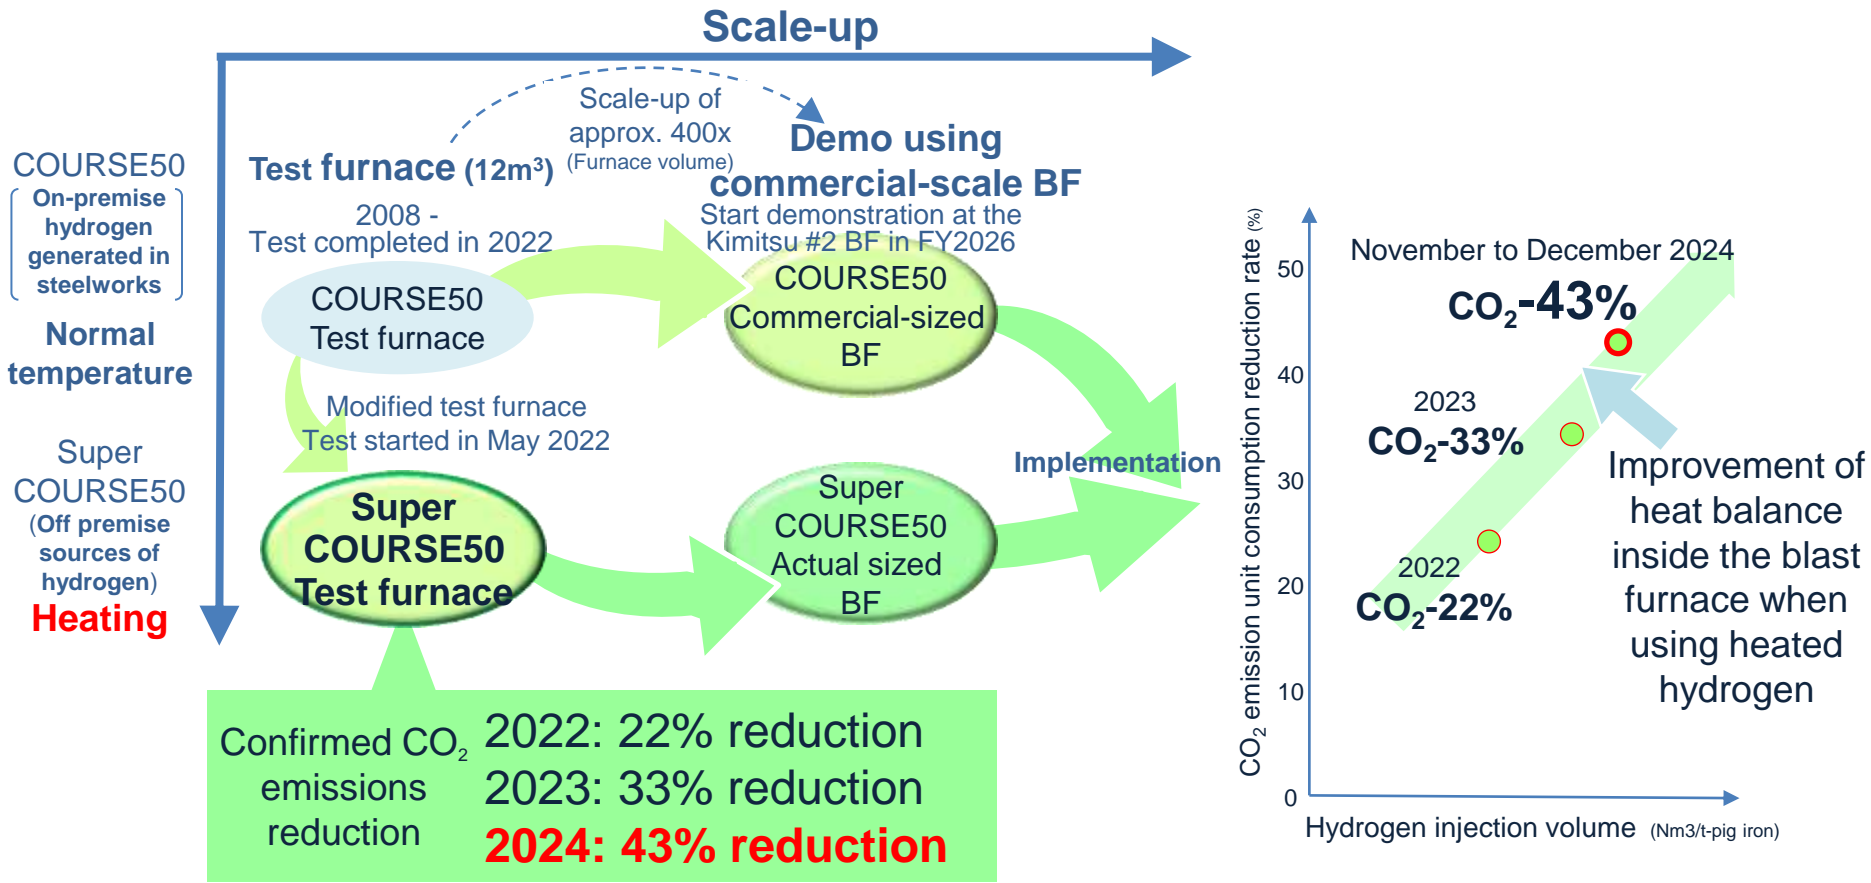 Scale-up
Scale-up of
approx. 400x
(Furnace volume)
Test furnace (12m³)
2008 -
Test completed in 2022
Demo using
commercial-scale BF
Start demonstration at the
Kimitsu #2 BF in FY2026
COURSE50
On-premise
hydrogen
generated in
steelworks
Normal
temperature
COURSE50
Test furnace
COURSE50
Commercial-sized
BF
Modified test furnace
Test started in May 2022
Super
COURSE50
(Off premise
sources of
hydrogen)
Heating
Super
COURSE50
Test furnace
Super
COURSE50
Actual sized
BF
Implementation
Confirmed CO₂
emissions
reduction
2022: 22% reduction
2023: 33% reduction
2024: 43% reduction
CO₂ emission unit consumption reduction rate (%)
50
40
30
20
10
0
November to December 2024
CO₂-43%
2023
CO₂-33%
2022
CO₂-22%
Improvement of
heat balance
inside the blast
furnace when
using heated
hydrogen
Hydrogen injection volume (Nm3/t-pig iron)